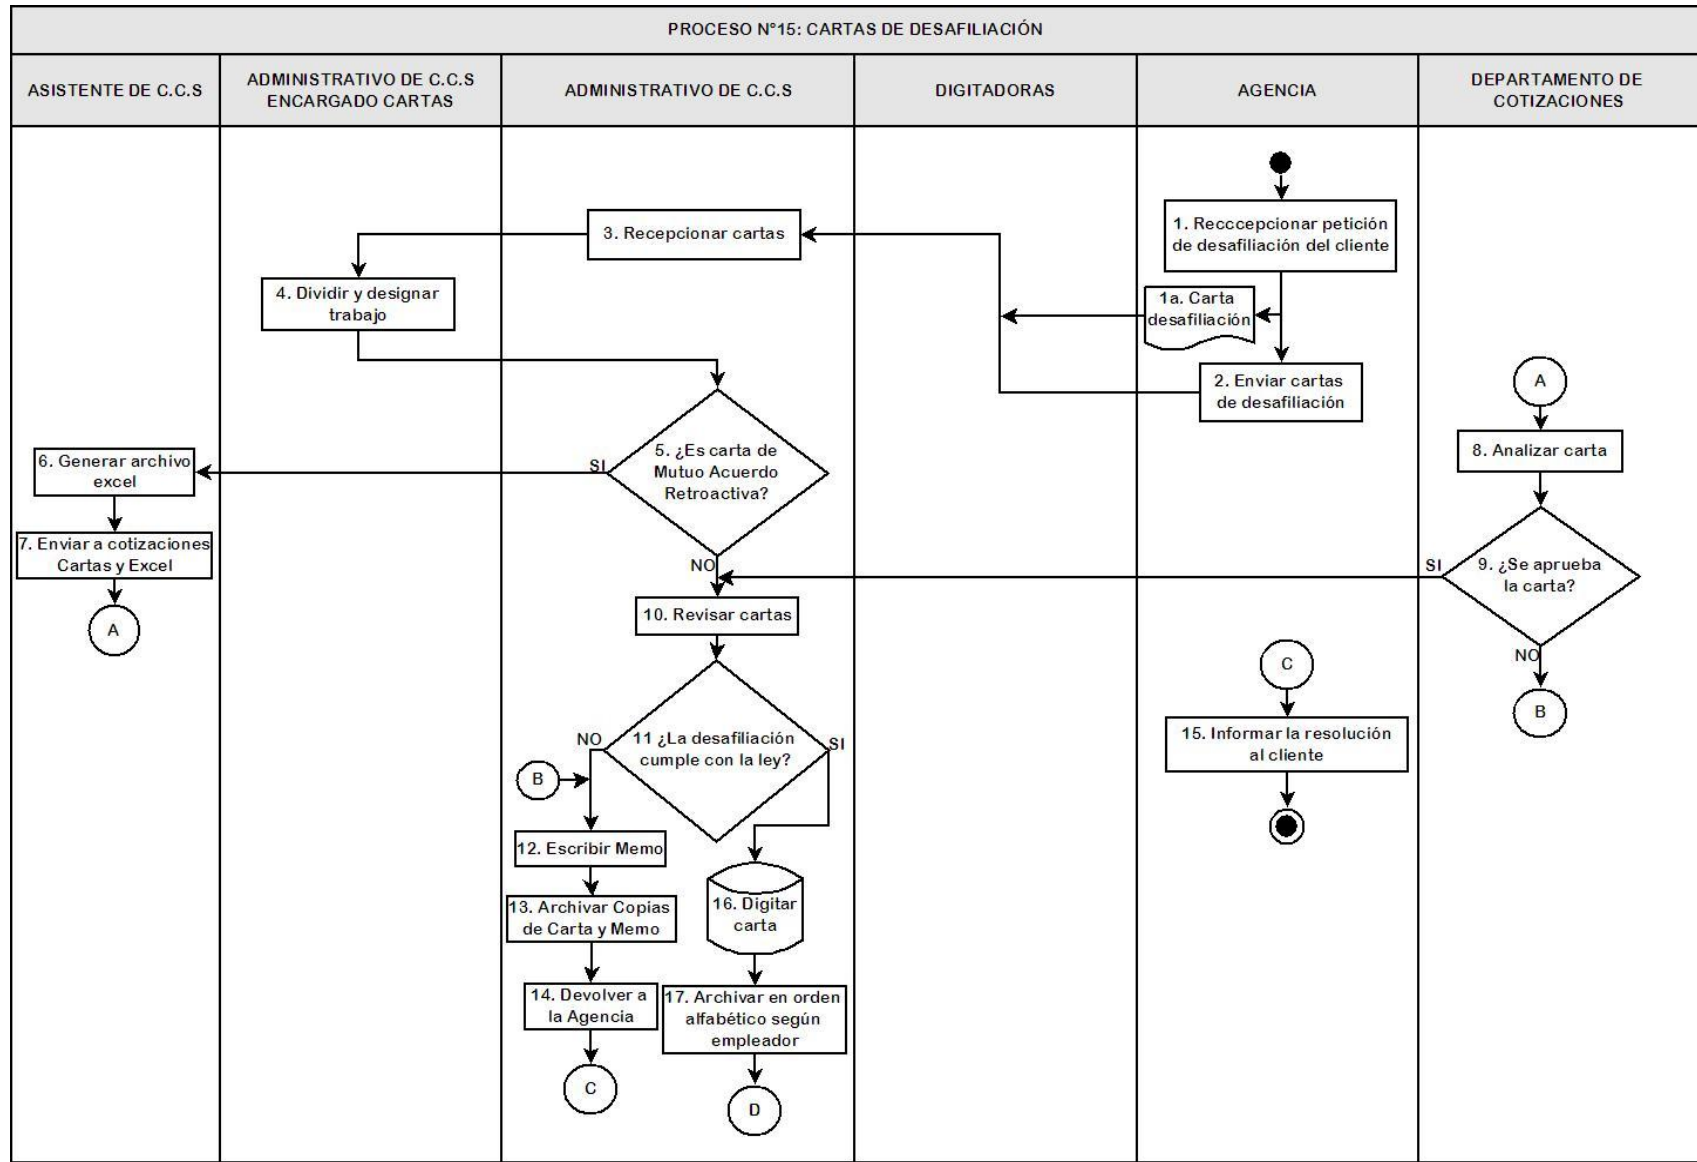 PROCESO N°15: CARTAS DE DESAFILIACIÓN
ASISTENTE DE C.C.S
ADMINISTRATIVO DE C.C.S
ENCARGADO CARTAS
ADMINISTRATIVO DE C.C.S
DIGITADORAS
AGENCIA
DEPARTAMENTO DE
COTIZACIONES
1. Recccepcionar petición
de desafiliación del cliente
3. Recepcionar cartas
4. Dividir y designar
trabajo
1a. Carta
desafiliación
2. Enviar cartas
de desafiliación
A
5. ¿Es carta de
Mutuo Acuerdo
Retroactiva?
SI
NO
6. Generar archivo
excel
7. Enviar a cotizaciones
Cartas y Excel
A
8. Analizar carta
9. ¿Se aprueba
la carta?
SI
NO
B
10. Revisar cartas
11 ¿La desafiliación
cumple con la ley?
NO
SI
B
C
15. Informar la resolución
al cliente
12. Escribir Memo
13. Archivar Copias
de Carta y Memo
14. Devolver a
la Agencia
C
16. Digitar
carta
17. Archivar en orden
alfabético según
empleador
D